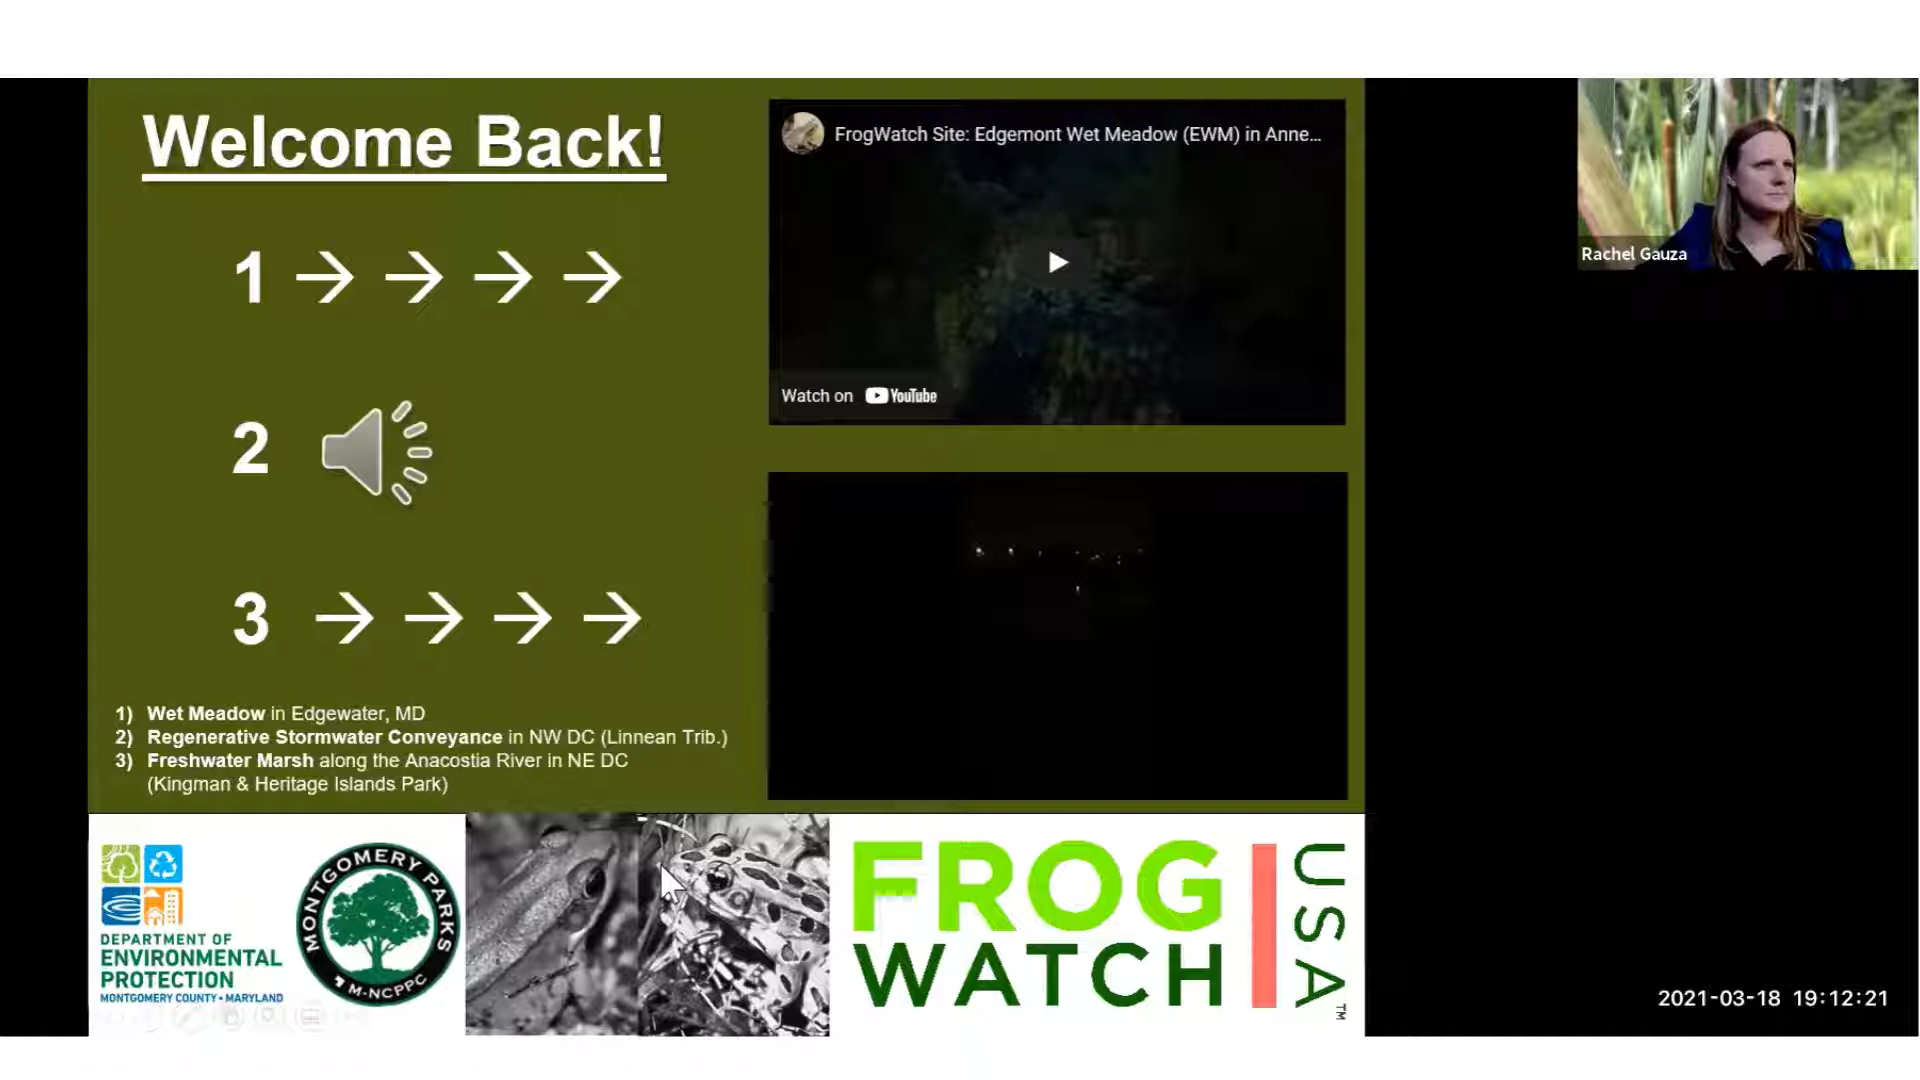 Welcome Back!
1 → → → →
2
3 → → → →
1) Wet Meadow in Edgewater, MD
2) Regenerative Stormwater Conveyance in NW DC (Linnean Trib.)
3) Freshwater Marsh along the Anacostia River in NE DC
(Kingman & Heritage Islands Park)
FrogWatch Site: Edgemont Wet Meadow (EWM) in Anne...
Watch on YouTube
Rachel Gauza
DEPARTMENT OF
ENVIRONMENTAL
PROTECTION
MONTGOMERY COUNTY • MARYLAND
MONTGOMERY PARKS
M-NCPPC
FROG
WATCH
USA™
2021-03-18 19:12:21